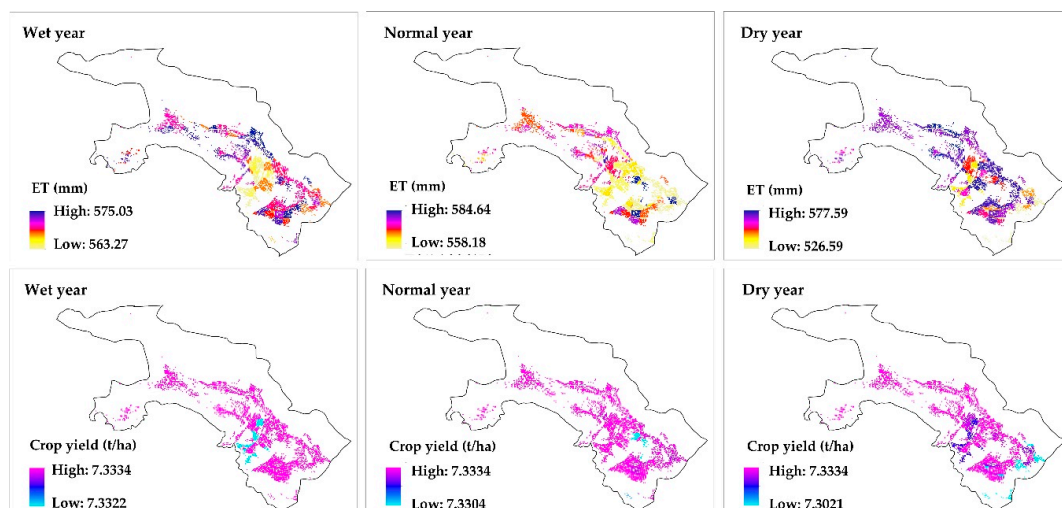 Wet year
ET (mm)
High: 575.03
Low: 563.27
Normal year
ET (mm)
High: 584.64
Low: 558.18
Dry year
ET (mm)
High: 577.59
Low: 526.59
Wet year
Crop yield (t/ha)
High: 7.3334
Low: 7.3322
Normal year
Crop yield (t/ha)
High: 7.3334
Low: 7.3304
Dry year
Crop yield (t/ha)
High: 7.3334
Low: 7.3021